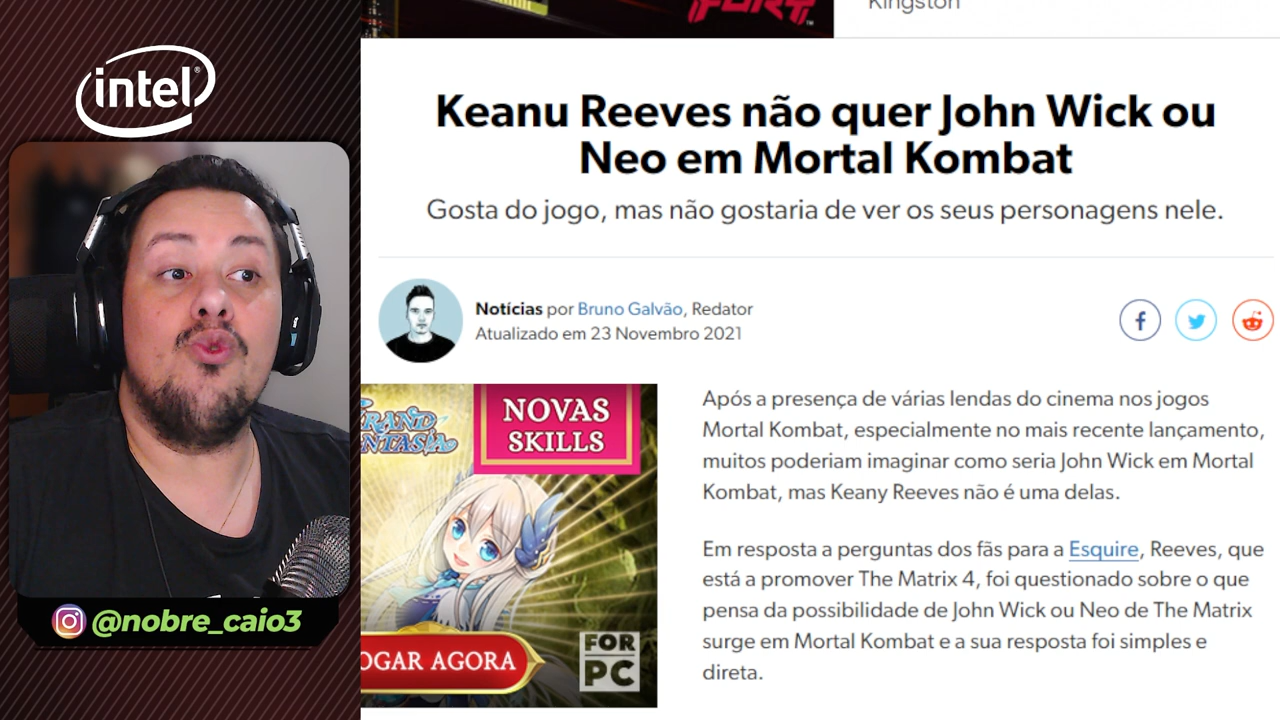 intel®
@nobre_caio3
FURY™
Kingston
Keanu Reeves não quer John Wick ou
Neo em Mortal Kombat
Gosta do jogo, mas não gostaria de ver os seus personagens nele.
Notícias por Bruno Galvão, Redator
Atualizado em 23 Novembro 2021
GRAND
FANTASIA
NOVAS
SKILLS
JOGAR AGORA
FOR
PC
Após a presença de várias lendas do cinema nos jogos
Mortal Kombat, especialmente no mais recente lançamento,
muitos poderiam imaginar como seria John Wick em Mortal
Kombat, mas Keany Reeves não é uma delas.
Em resposta a perguntas dos fãs para a Esquire, Reeves, que
está a promover The Matrix 4, foi questionado sobre o que
pensa da possibilidade de John Wick ou Neo de The Matrix
surge em Mortal Kombat e a sua resposta foi simples e
direta.